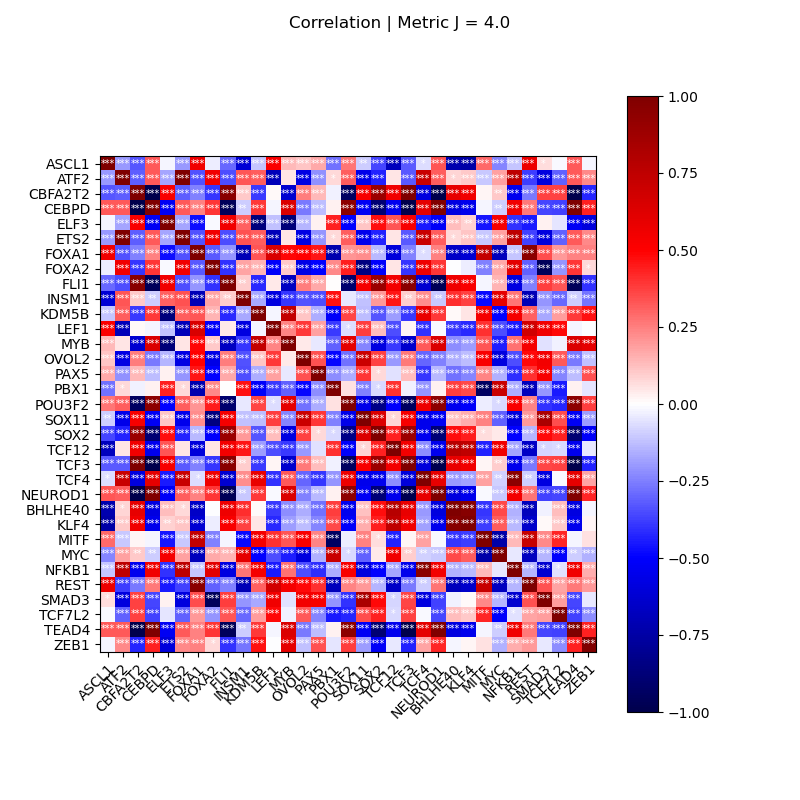 Correlation | Metric J = 4.0
ASCL1
ATF2
CBFA2T2
CEBPD
ELF3
ETS2
FOXA1
FOXA2
FLI1
INSM1
KDM5B
LEF1
MYB
OVOL2
PAX5
PBX1
POU3F2
SOX11
SOX2
TCF12
TCF3
TCF4
NEUROD1
BHLHE40
KLF4
MITF
MYC
NFKB1
REST
SMAD3
TCF7L2
TEAD4
ZEB1
ASCL1
ATF2
CBFA2T2
CEBPD
ELF3
ETS2
FOXA1
FOXA2
FLI1
INSM1
KDM5B
LEF1
MYB
OVOL2
PAX5
PBX1
POU3F2
SOX11
SOX2
TCF12
TCF3
TCF4
NEUROD1
BHLHE40
KLF4
MITF
MYC
NFKB1
REST
SMAD3
TCF7L2
TEAD4
ZEB1
1.00
0.75
0.50
0.25
0.00
−0.25
−0.50
−0.75
−1.00